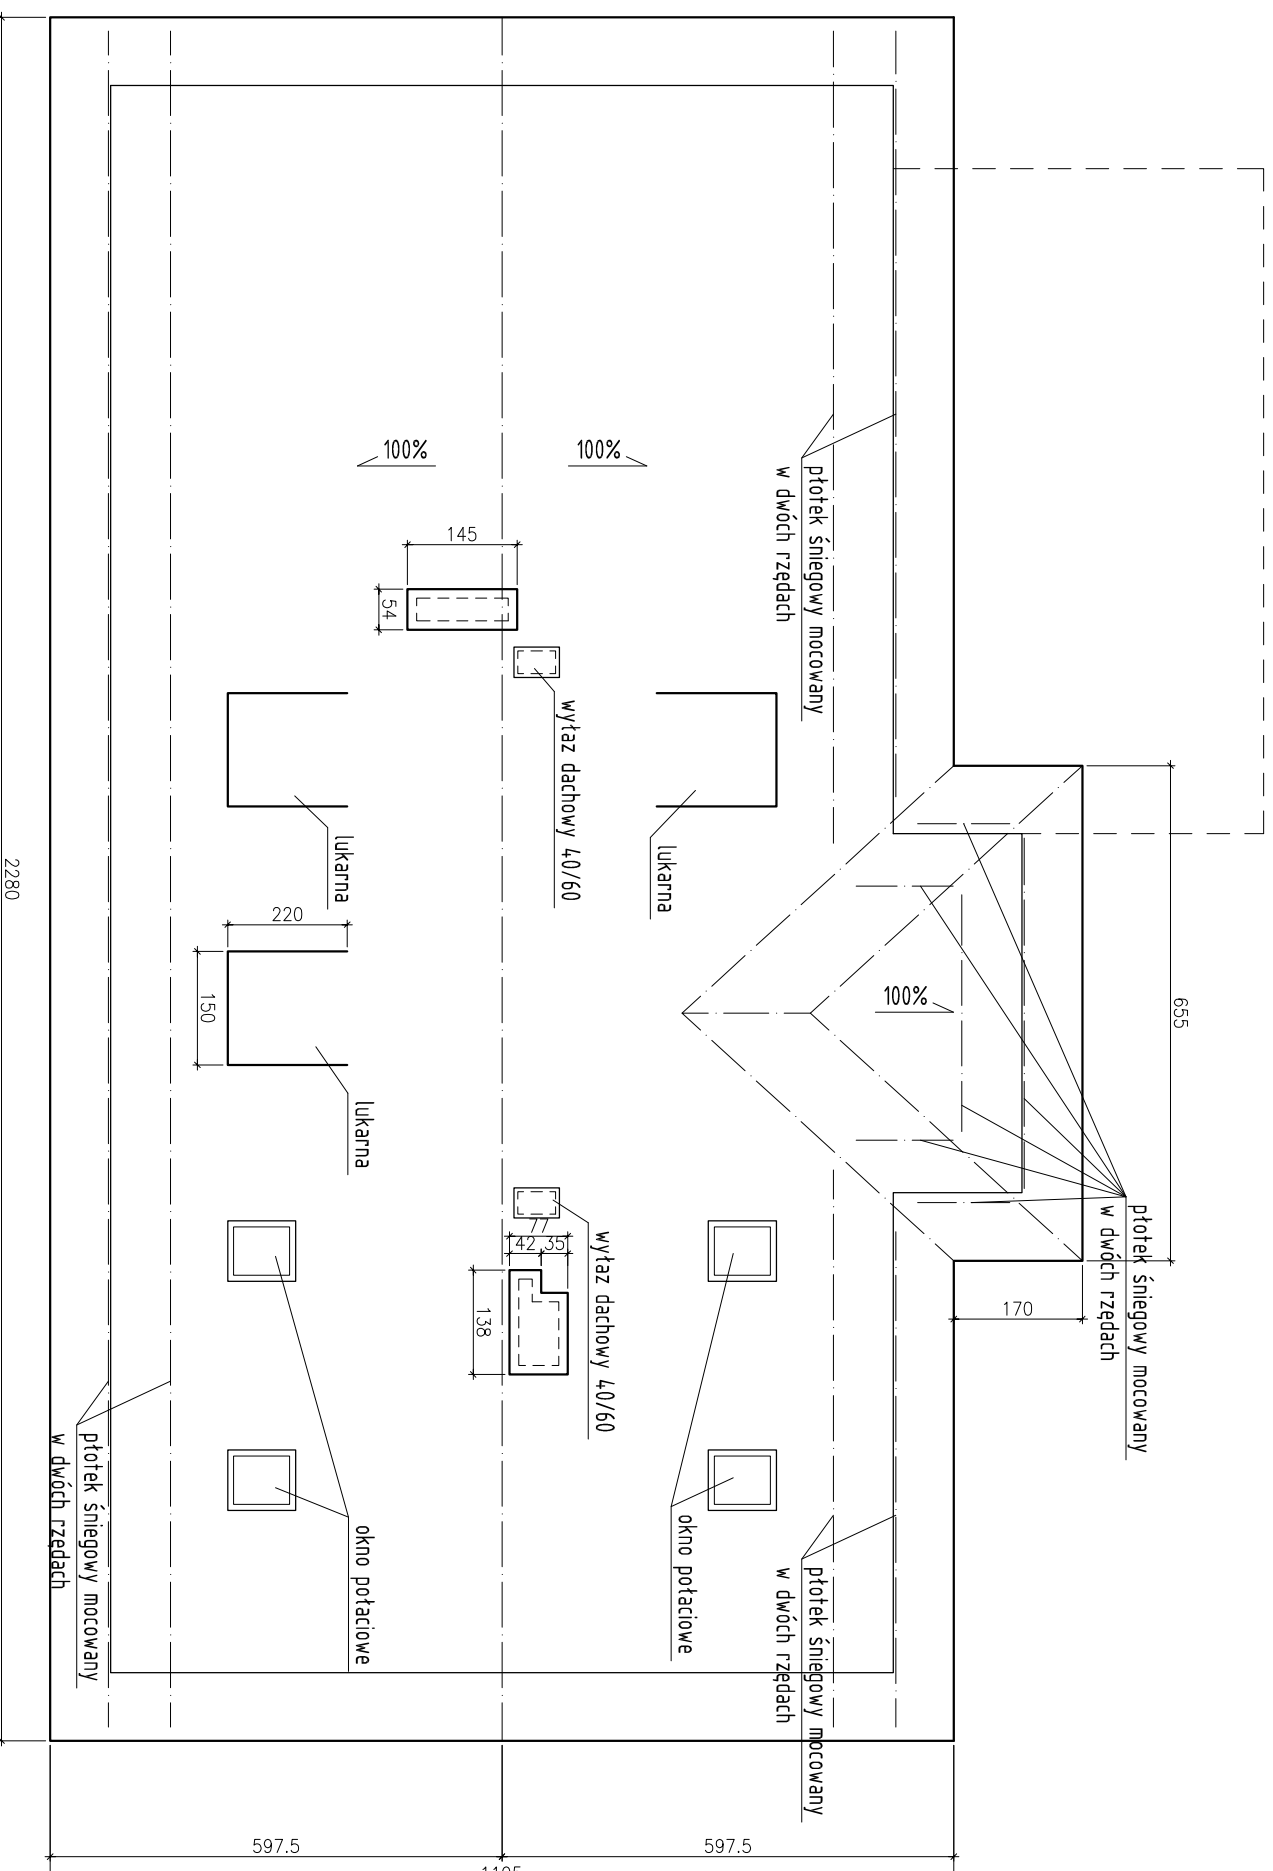 100%
100%
płotek śniegowy mocowany
w dwóch rzędach
145
54
wyłaz dachowy 40/60
lukarna
lukarna
2280
220
150
lukarna
100%
655
płotek śniegowy mocowany
w dwóch rzędach
170
wyłaz dachowy 40/60
42
35
138
okno połaciowe
okno połaciowe
płotek śniegowy mocowany
w dwóch rzędach
płotek śniegowy mocowany
w dwóch rzędach
597.5
597.5